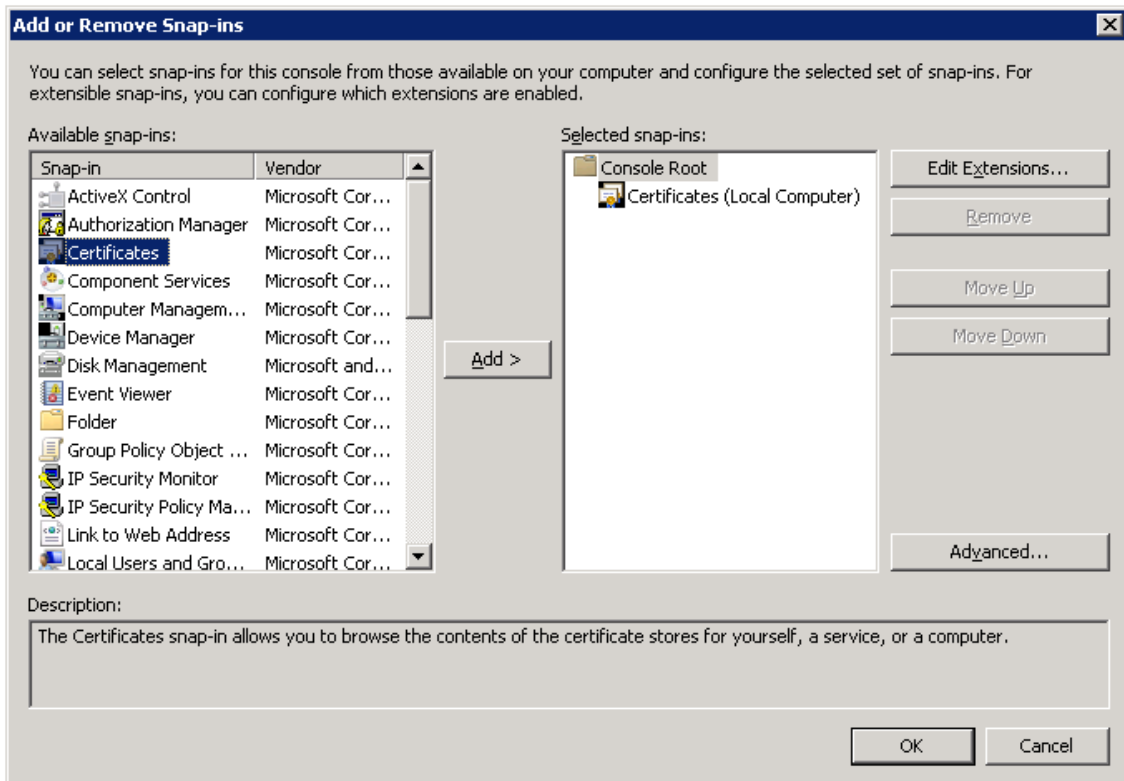 Add or Remove Snap-ins
You can select snap-ins for this console from those available on your computer and configure the selected set of snap-ins. For
extensible snap-ins, you can configure which extensions are enabled.
Available snap-ins:
Snap-in Vendor
ActiveX Control Microsoft Cor...
Authorization Manager Microsoft Cor...
Certificates Microsoft Cor...
Component Services Microsoft Cor...
Computer Managem... Microsoft Cor...
Device Manager Microsoft Cor...
Disk Management Microsoft and...
Event Viewer Microsoft Cor...
Folder Microsoft Cor...
Group Policy Object ... Microsoft Cor...
IP Security Monitor Microsoft Cor...
IP Security Policy Ma... Microsoft Cor...
Link to Web Address Microsoft Cor...
Local Users and Gro... Microsoft Cor...
Add >
Selected snap-ins:
Console Root
Certificates (Local Computer)
Edit Extensions...
Remove
Move Up
Move Down
Advanced...
Description:
The Certificates snap-in allows you to browse the contents of the certificate stores for yourself, a service, or a computer.
OK Cancel